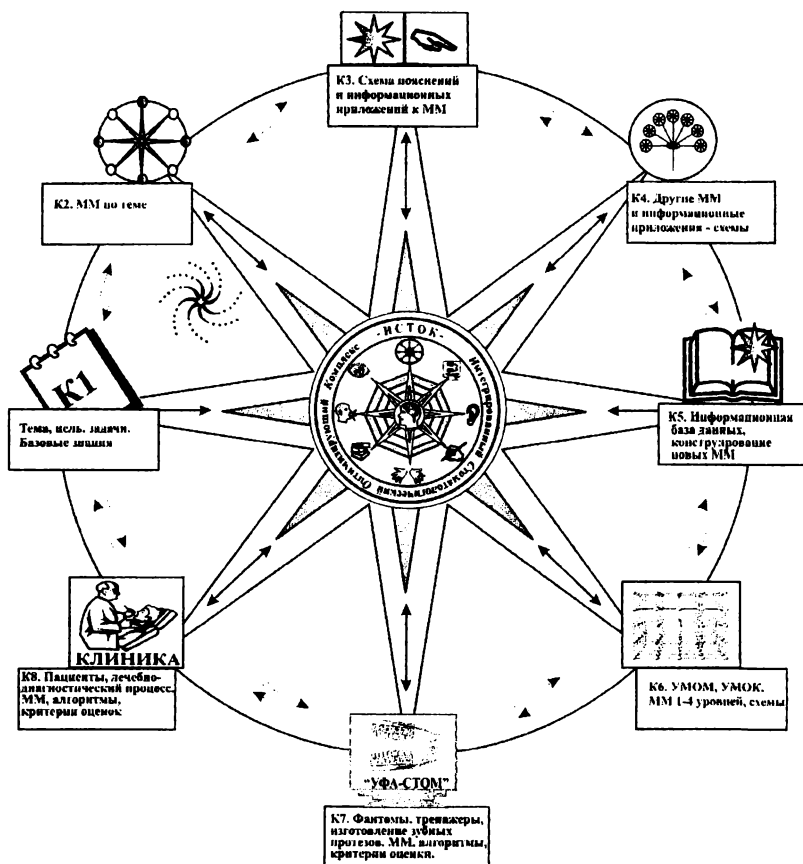 К3. Схема пояснений
и информационных
приложений к ММ
К2. ММ по теме
К4. Другие ММ
и информационные
приложения - схемы
К1
Тема, цель, задачи.
Базовые знания
-ИСТОК-
Интегрированный Стоматологический Оптимизирующий Комплекс
К5. Информационная
база данных,
конструирование
новых ММ
КЛИНИКА
К8. Пациенты, лечебно-
диагностический процесс.
ММ, алгоритмы,
критерии оценок
К6. УМОМ, УМОК.
ММ 1-4 уровней, схемы
"УФА-СТОМ"
К7. Фантомы, тренажеры,
изготовление зубных
протезов. ММ, алгоритмы,
критерии оценки.